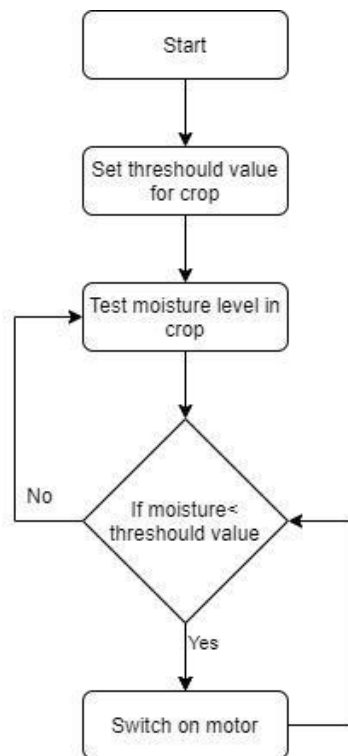 Start
Set threshould value
for crop
Test moisture level in
crop
No
If moisture<
threshould value
Yes
Switch on motor